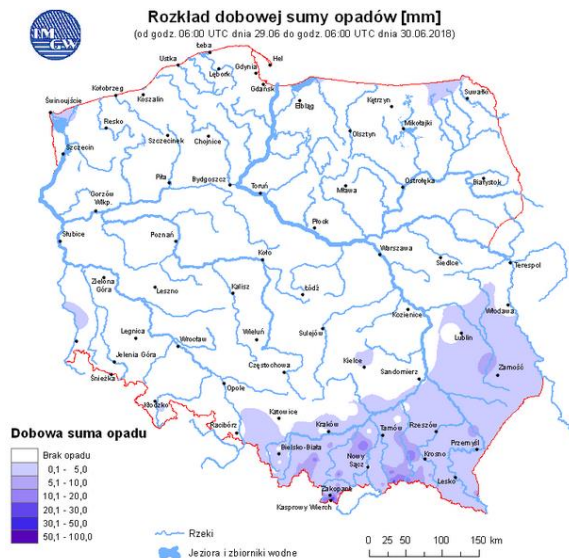 IM
GW
Rozkład dobowej sumy opadów [mm]
(od godz. 06:00 UTC dnia 29.06 do godz. 06:00 UTC dnia 30.06.2018)
Łeba
Hel
Ustka
Gdynia
Lębork
Gdańsk
Kołobrzeg
Koszalin
Elbląg
Kętrzyn
Suwałki
Świnoujście
Resko
Szczecinek
Chojnice
Olsztyn
Mikołajki
Szczecin
Piła
Bydgoszcz
Toruń
Mława
Ostrołęka
Białystok
Gorzów
Wlkp.
Płock
Słubice
Poznań
Koło
Warszawa
Siedlce
Terespol
Zielona
Góra
Leszno
Kalisz
Łódź
Kozienice
Włodawa
Legnica
Wrocław
Wieluń
Sulejów
Lublin
Jelenia Góra
Częstochowa
Kielce
Zamość
Śnieżka
Opole
Sandomierz
Kłodzko
Katowice
Racibórz
Kraków
Tarnów
Rzeszów
Bielsko-Biała
Nowy
Sącz
Krosno
Przemyśl
Lesko
Zakopane
Kasprowy Wierch
Dobowa suma opadu
Brak opadu
0,1 - 5,0
5,1 - 10,0
10,1 - 20,0
20,1 - 30,0
30,1 - 50,0
50,1 - 100,0
Rzeki
Jeziora i zbiorniki wodne
0 50 100 150 km